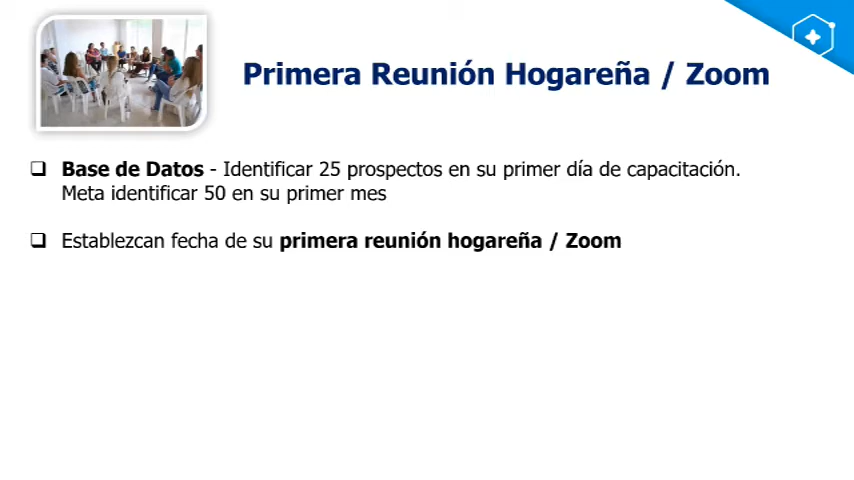 Primera Reunión Hogareña / Zoom
❑ Base de Datos - Identificar 25 prospectos en su primer día de capacitación.
Meta identificar 50 en su primer mes
❑ Establezcan fecha de su primera reunión hogareña / Zoom